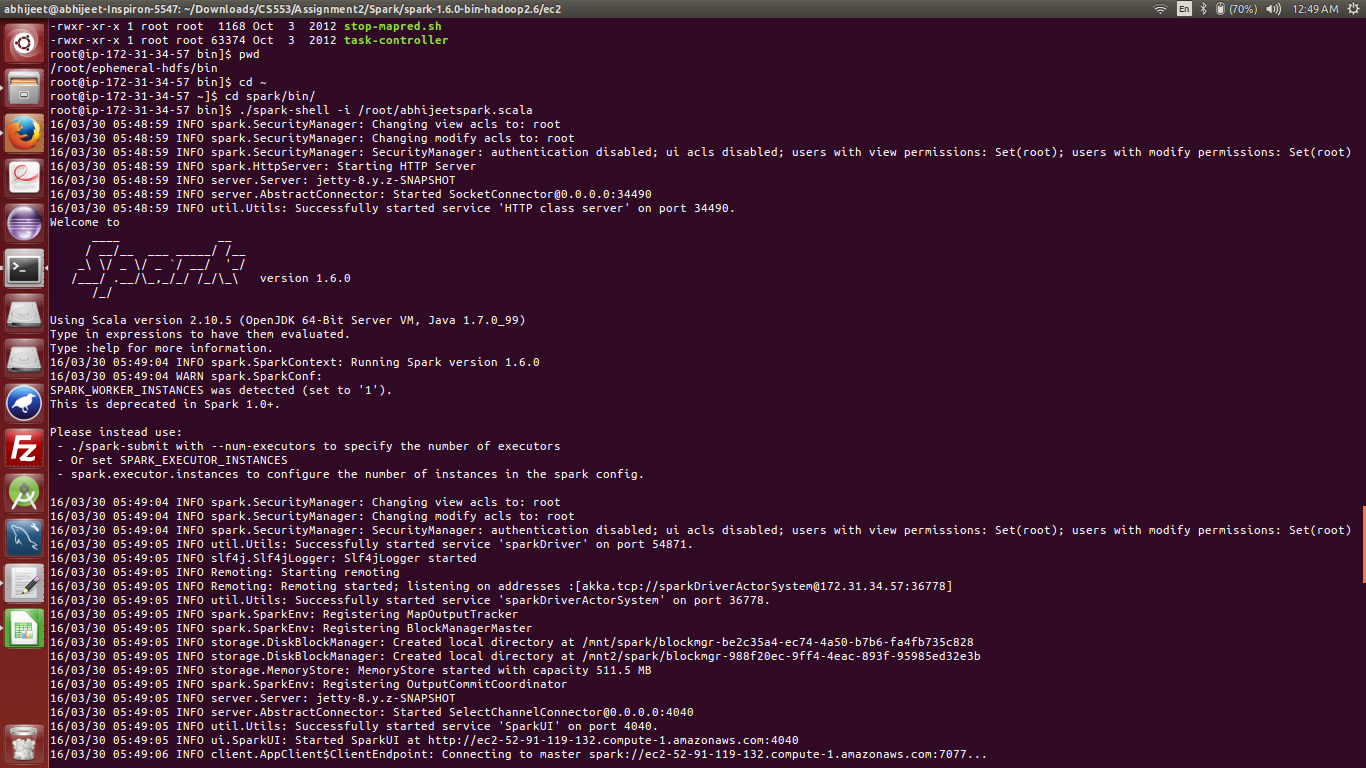 abhijeet@abhijeet-Inspiron-5547: ~/Downloads/CS553/Assignment2/Spark/spark-1.6.0-bin-hadoop2.6/ec2 En (70%) 12:49 AM
-rwxr-xr-x 1 root root  1168 Oct  3  2012 stop-mapred.sh
-rwxr-xr-x 1 root root 63374 Oct  3  2012 task-controller
root@ip-172-31-34-57 bin]$ pwd
/root/ephemeral-hdfs/bin
root@ip-172-31-34-57 bin]$ cd ~
root@ip-172-31-34-57 ~]$ cd spark/bin/
root@ip-172-31-34-57 bin]$ ./spark-shell -i /root/abhijeetspark.scala
16/03/30 05:48:59 INFO spark.SecurityManager: Changing view acls to: root
16/03/30 05:48:59 INFO spark.SecurityManager: Changing modify acls to: root
16/03/30 05:48:59 INFO spark.SecurityManager: SecurityManager: authentication disabled; ui acls disabled; users with view permissions: Set(root); users with modify permissions: Set(root)
16/03/30 05:48:59 INFO spark.HttpServer: Starting HTTP Server
16/03/30 05:48:59 INFO server.Server: jetty-8.y.z-SNAPSHOT
16/03/30 05:48:59 INFO server.AbstractConnector: Started SocketConnector@0.0.0.0:34490
16/03/30 05:48:59 INFO util.Utils: Successfully started service 'HTTP class server' on port 34490.
Welcome to
      ____              __
     / __/__  ___ _____/ /__
    _\ \/ _ \/ _ `/ __/  '_/
   /___/ .__/\_,_/_/ /_/\_\   version 1.6.0
      /_/
Using Scala version 2.10.5 (OpenJDK 64-Bit Server VM, Java 1.7.0_99)
Type in expressions to have them evaluated.
Type :help for more information.
16/03/30 05:49:04 INFO spark.SparkContext: Running Spark version 1.6.0
16/03/30 05:49:04 WARN spark.SparkConf:
SPARK_WORKER_INSTANCES was detected (set to '1').
This is deprecated in Spark 1.0+.
Please instead use:
 - ./spark-submit with --num-executors to specify the number of executors
 - Or set SPARK_EXECUTOR_INSTANCES
 - spark.executor.instances to configure the number of instances in the spark config.
16/03/30 05:49:04 INFO spark.SecurityManager: Changing view acls to: root
16/03/30 05:49:04 INFO spark.SecurityManager: Changing modify acls to: root
16/03/30 05:49:04 INFO spark.SecurityManager: SecurityManager: authentication disabled; ui acls disabled; users with view permissions: Set(root); users with modify permissions: Set(root)
16/03/30 05:49:05 INFO util.Utils: Successfully started service 'sparkDriver' on port 54871.
16/03/30 05:49:05 INFO slf4j.Slf4jLogger: Slf4jLogger started
16/03/30 05:49:05 INFO Remoting: Starting remoting
16/03/30 05:49:05 INFO Remoting: Remoting started; listening on addresses :[akka.tcp://sparkDriverActorSystem@172.31.34.57:36778]
16/03/30 05:49:05 INFO util.Utils: Successfully started service 'sparkDriverActorSystem' on port 36778.
16/03/30 05:49:05 INFO spark.SparkEnv: Registering MapOutputTracker
16/03/30 05:49:05 INFO spark.SparkEnv: Registering BlockManagerMaster
16/03/30 05:49:05 INFO storage.DiskBlockManager: Created local directory at /mnt/spark/blockmgr-be2c35a4-ec74-4a50-b7b6-fa4fb735c828
16/03/30 05:49:05 INFO storage.DiskBlockManager: Created local directory at /mnt2/spark/blockmgr-988f20ec-9ff4-4eac-893f-95985ed32e3b
16/03/30 05:49:05 INFO storage.MemoryStore: MemoryStore started with capacity 511.5 MB
16/03/30 05:49:05 INFO spark.SparkEnv: Registering OutputCommitCoordinator
16/03/30 05:49:05 INFO server.Server: jetty-8.y.z-SNAPSHOT
16/03/30 05:49:05 INFO server.AbstractConnector: Started SelectChannelConnector@0.0.0.0:4040
16/03/30 05:49:05 INFO util.Utils: Successfully started service 'SparkUI' on port 4040.
16/03/30 05:49:05 INFO ui.SparkUI: Started SparkUI at http://ec2-52-91-119-132.compute-1.amazonaws.com:4040
16/03/30 05:49:06 INFO client.AppClient$ClientEndpoint: Connecting to master spark://ec2-52-91-119-132.compute-1.amazonaws.com:7077...